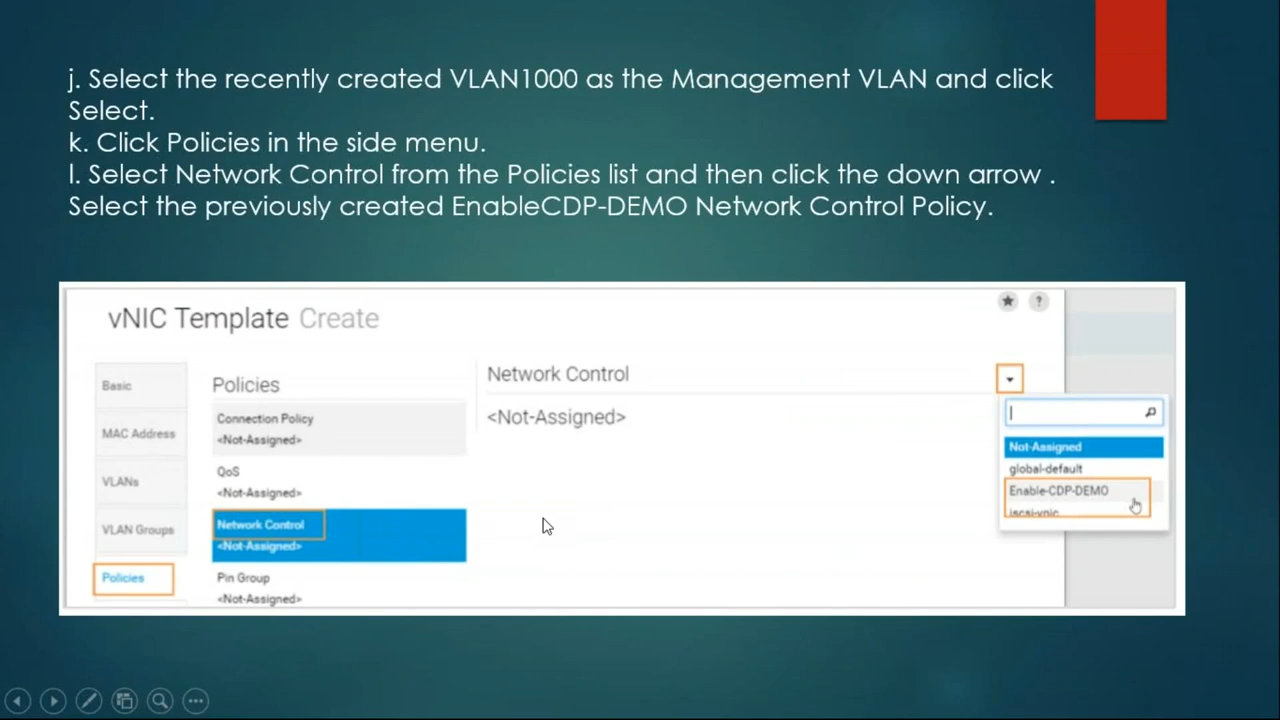 j. Select the recently created VLAN1000 as the Management VLAN and click
Select.
k. Click Policies in the side menu.
l. Select Network Control from the Policies list and then click the down arrow .
Select the previously created EnableCDP-DEMO Network Control Policy.
vNIC Template Create
?
Basic
MAC Address
VLANs
VLAN Groups
Policies
Policies
Connection Policy
<Not-Assigned>
QoS
<Not-Assigned>
Network Control
<Not-Assigned>
Pin Group
<Not-Assigned>
Network Control
<Not-Assigned>
Not-Assigned
global-default
Enable-CDP-DEMO
iscsi-vnic